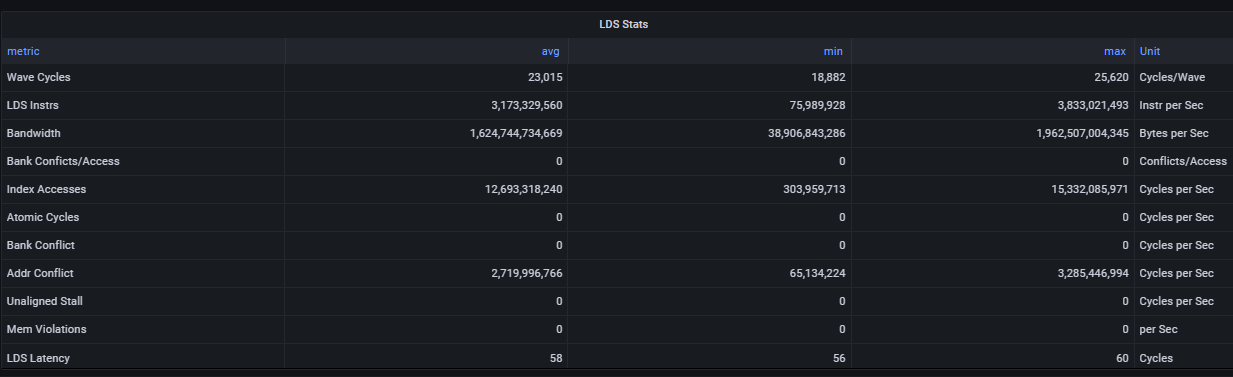 LDS Stats
metric avg min max Unit
Wave Cycles 23,015 18,882 25,620 Cycles/Wave
LDS Instrs 3,173,329,560 75,989,928 3,833,021,493 Instr per Sec
Bandwidth 1,624,744,734,669 38,906,843,286 1,962,507,004,345 Bytes per Sec
Bank Conficts/Access 0 0 0 Conflicts/Access
Index Accesses 12,693,318,240 303,959,713 15,332,085,971 Cycles per Sec
Atomic Cycles 0 0 0 Cycles per Sec
Bank Conflict 0 0 0 Cycles per Sec
Addr Conflict 2,719,996,766 65,134,224 3,285,446,994 Cycles per Sec
Unaligned Stall 0 0 0 Cycles per Sec
Mem Violations 0 0 0 per Sec
LDS Latency 58 56 60 Cycles